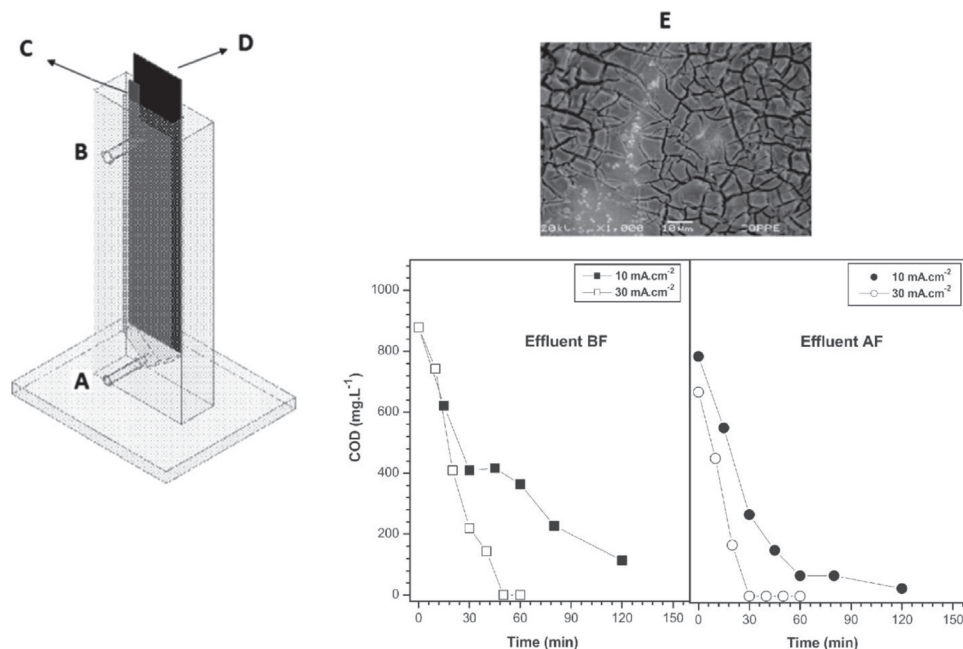 C
D
B
A
E
20kU
X1,000
10µm
COPPE
10 mA.cm⁻²
30 mA.cm⁻²
Effluent BF
10 mA.cm⁻²
30 mA.cm⁻²
Effluent AF
COD (mg.L⁻¹)
1000
800
600
400
200
0
0 30 60 90 120 150
0 30 60 90 120 150
Time (min)
Time (min)